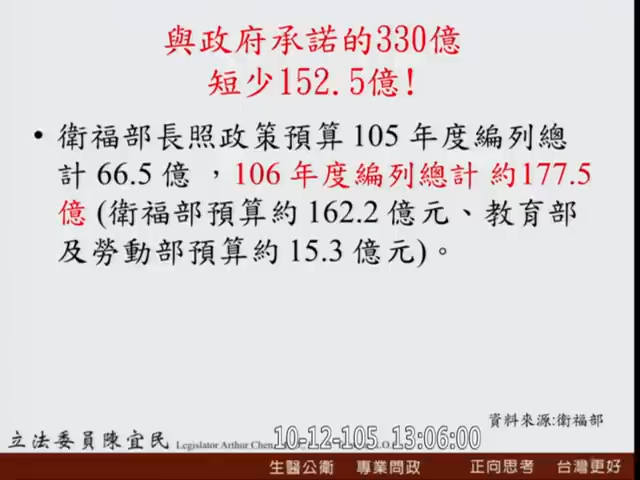 與政府承諾的330億
短少152.5億!
• 衛福部長照政策預算 105 年度編列總
計 66.5 億 ，106 年度編列總計 約177.5
億 (衛福部預算約 162.2 億元、教育部
及勞動部預算約 15.3 億元)。
資料來源:衛福部
立法委員陳宜民 Legislator Arthur Chen
10-12-105 13:06:00
生醫公衛 專業問政 正向思考 台灣更好